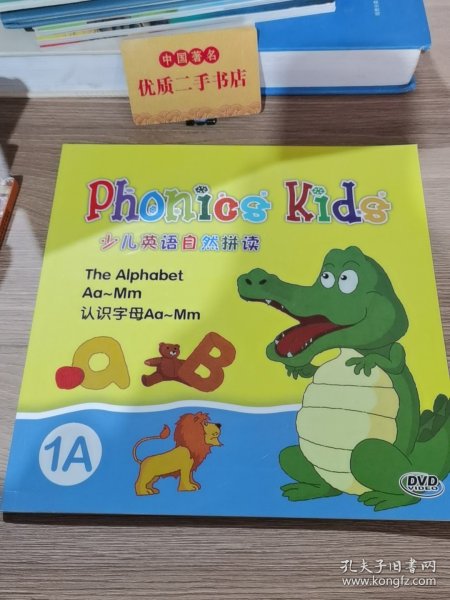 中国著名
优质二手书店
Phonics Kids
少儿英语自然拼读
The Alphabet
Aa~Mm
认识字母Aa~Mm
a B
1A
DVD
VIDEO
孔夫子旧书网
www.kongfz.com